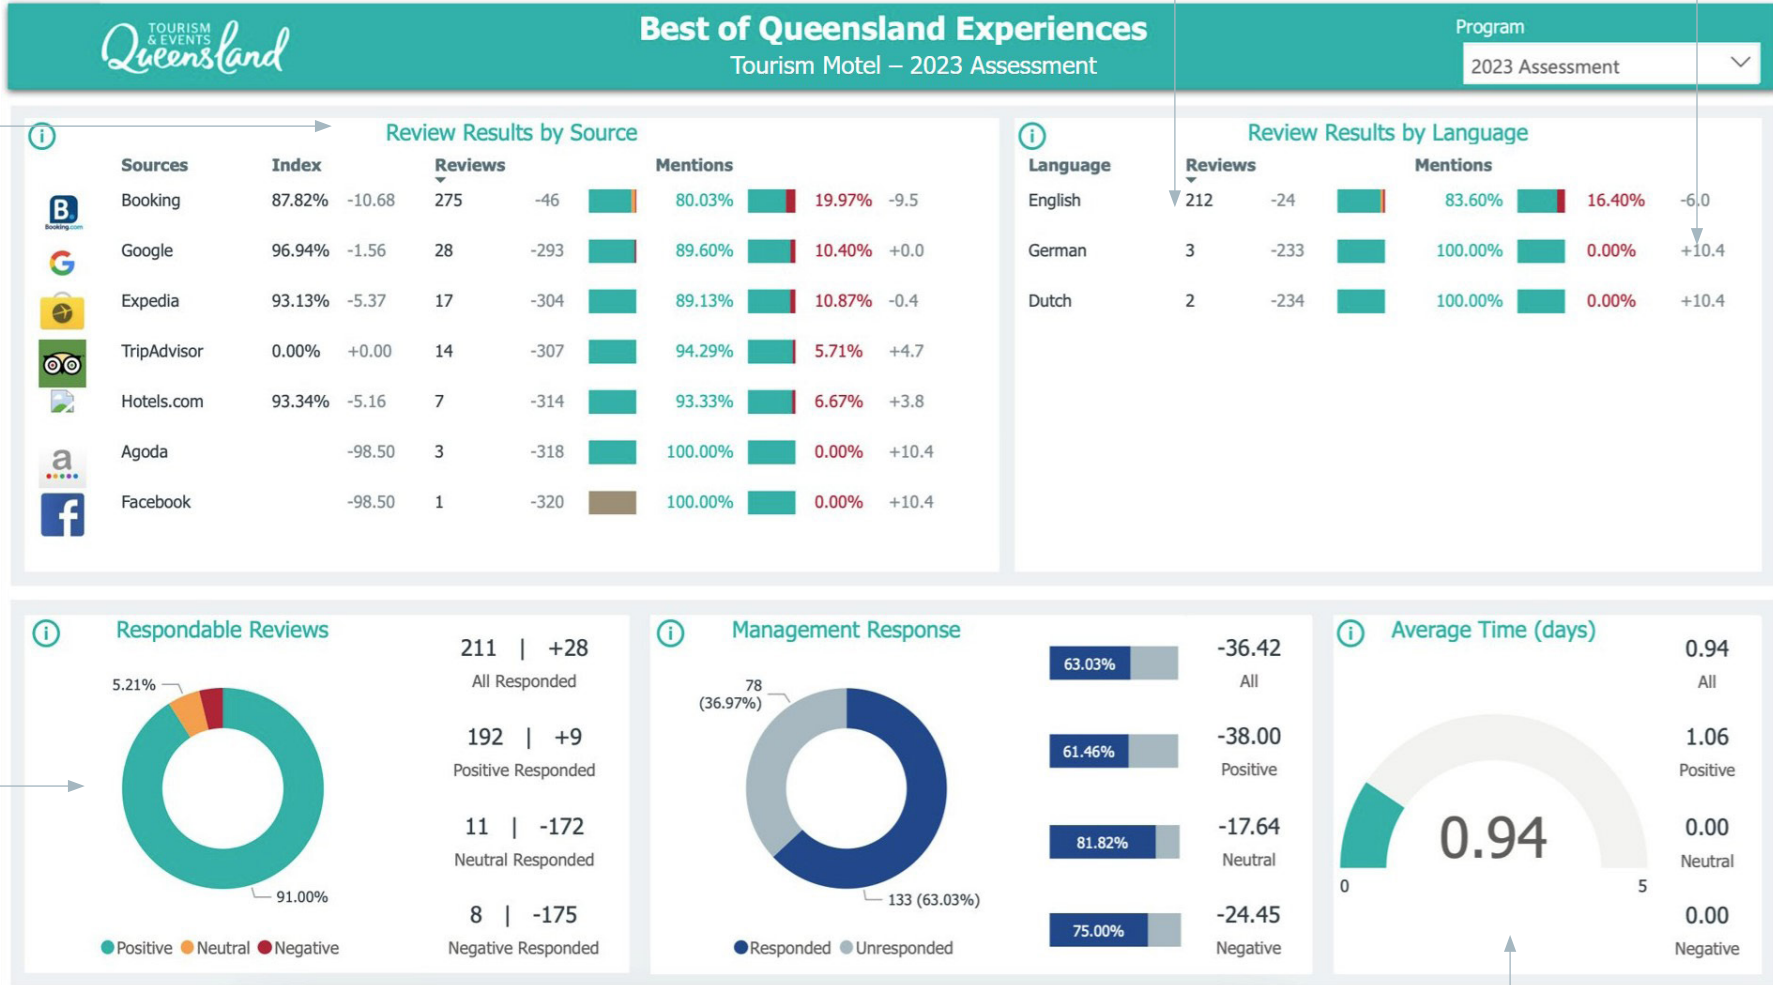 TOURISM
& EVENTS
Queensland
Best of Queensland Experiences
Tourism Motel – 2023 Assessment
Program
2023 Assessment
Review Results by Source
Sources Index Reviews Mentions
Booking 87.82% -10.68 275 -46 80.03% 19.97% -9.5
Google 96.94% -1.56 28 -293 89.60% 10.40% +0.0
Expedia 93.13% -5.37 17 -304 89.13% 10.87% -0.4
TripAdvisor 0.00% +0.00 14 -307 94.29% 5.71% +4.7
Hotels.com 93.34% -5.16 7 -314 93.33% 6.67% +3.8
Agoda -98.50 3 -318 100.00% 0.00% +10.4
Facebook -98.50 1 -320 100.00% 0.00% +10.4
B.
Booking.com
G
a
f
Review Results by Language
Language Reviews Mentions
English 212 -24 83.60% 16.40% -6.0
German 3 -233 100.00% 0.00% +10.4
Dutch 2 -234 100.00% 0.00% +10.4
Respondable Reviews
5.21%
91.00%
Positive Neutral Negative
211 | +28
All Responded
192 | +9
Positive Responded
11 | -172
Neutral Responded
8 | -175
Negative Responded
Management Response
78
(36.97%)
133 (63.03%)
Responded Unresponded
63.03% -36.42
All
61.46% -38.00
Positive
81.82% -17.64
Neutral
75.00% -24.45
Negative
Average Time (days)
0.94
0 5
0.94
All
1.06
Positive
0.00
Neutral
0.00
Negative